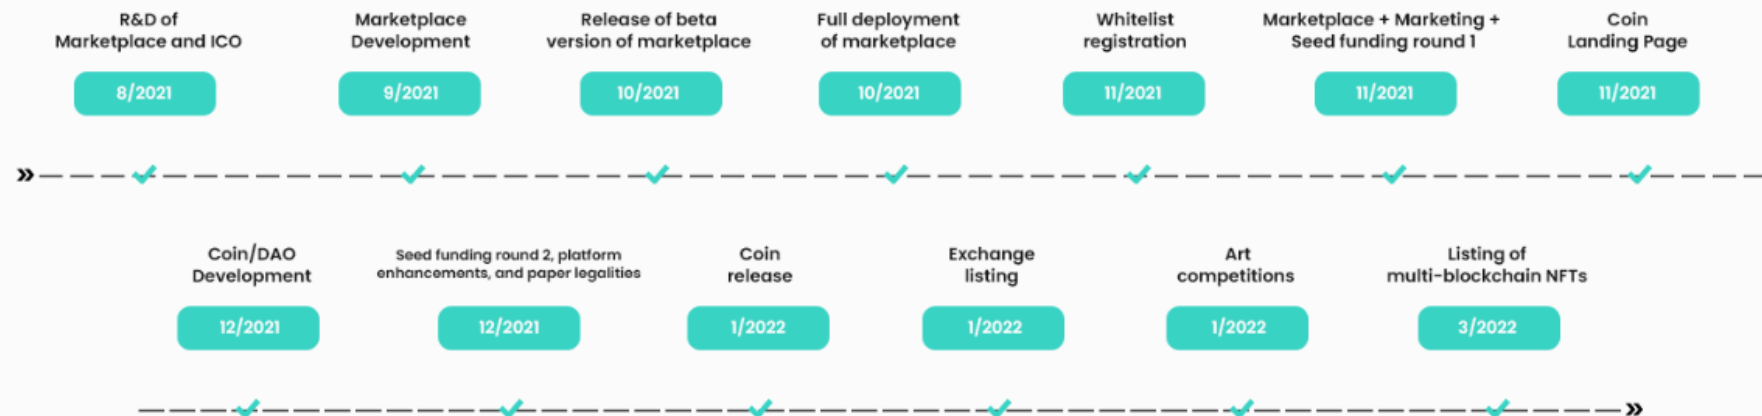 R&D of
Marketplace and ICO
8/2021
Marketplace
Development
9/2021
Release of beta
version of marketplace
10/2021
Full deployment
of marketplace
10/2021
Whitelist
registration
11/2021
Marketplace + Marketing +
Seed funding round 1
11/2021
Coin
Landing Page
11/2021
Coin/DAO
Development
12/2021
Seed funding round 2, platform
enhancements, and paper legalities
12/2021
Coin
release
1/2022
Exchange
listing
1/2022
Art
competitions
1/2022
Listing of
multi-blockchain NFTs
3/2022